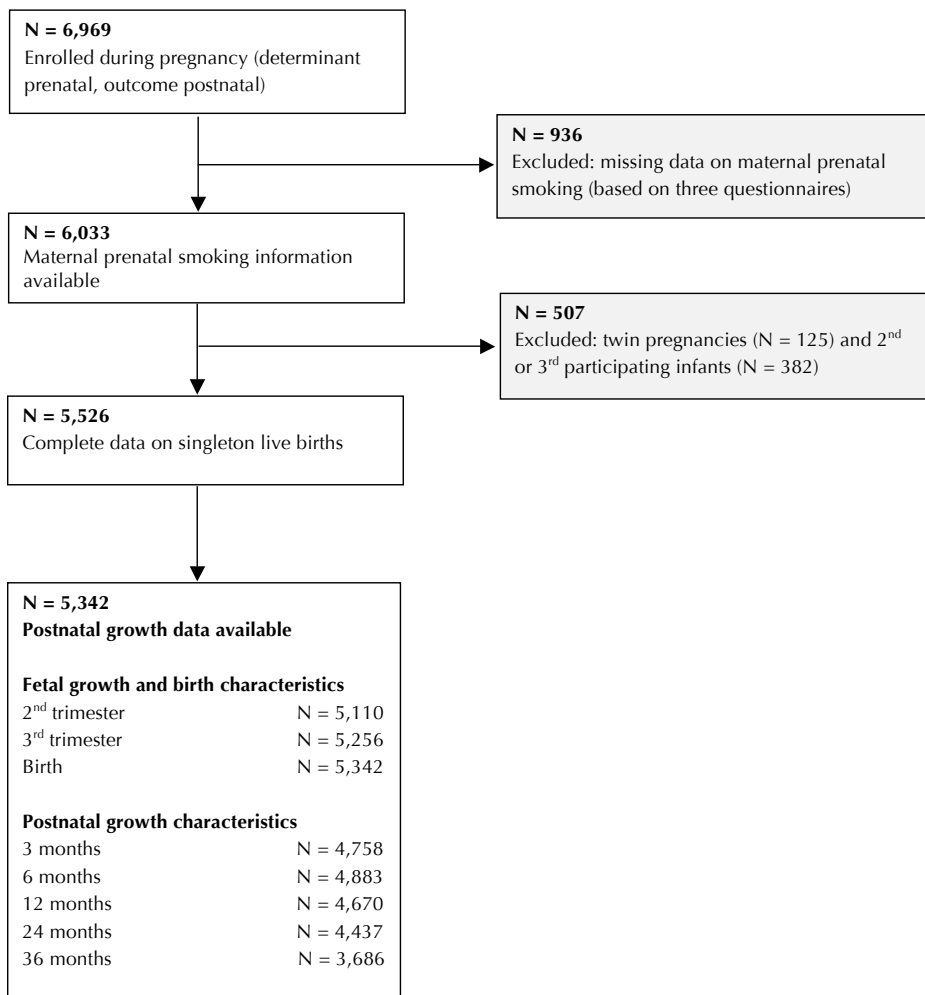 N = 6,969
Enrolled during pregnancy (determinant
prenatal, outcome postnatal)
N = 936
Excluded: missing data on maternal prenatal
smoking (based on three questionnaires)
N = 6,033
Maternal prenatal smoking information
available
N = 507
Excluded: twin pregnancies (N = 125) and 2nd
or 3rd participating infants (N = 382)
N = 5,526
Complete data on singleton live births
N = 5,342
Postnatal growth data available
Fetal growth and birth characteristics
2nd trimester N = 5,110
3rd trimester N = 5,256
Birth N = 5,342
Postnatal growth characteristics
3 months N = 4,758
6 months N = 4,883
12 months N = 4,670
24 months N = 4,437
36 months N = 3,686